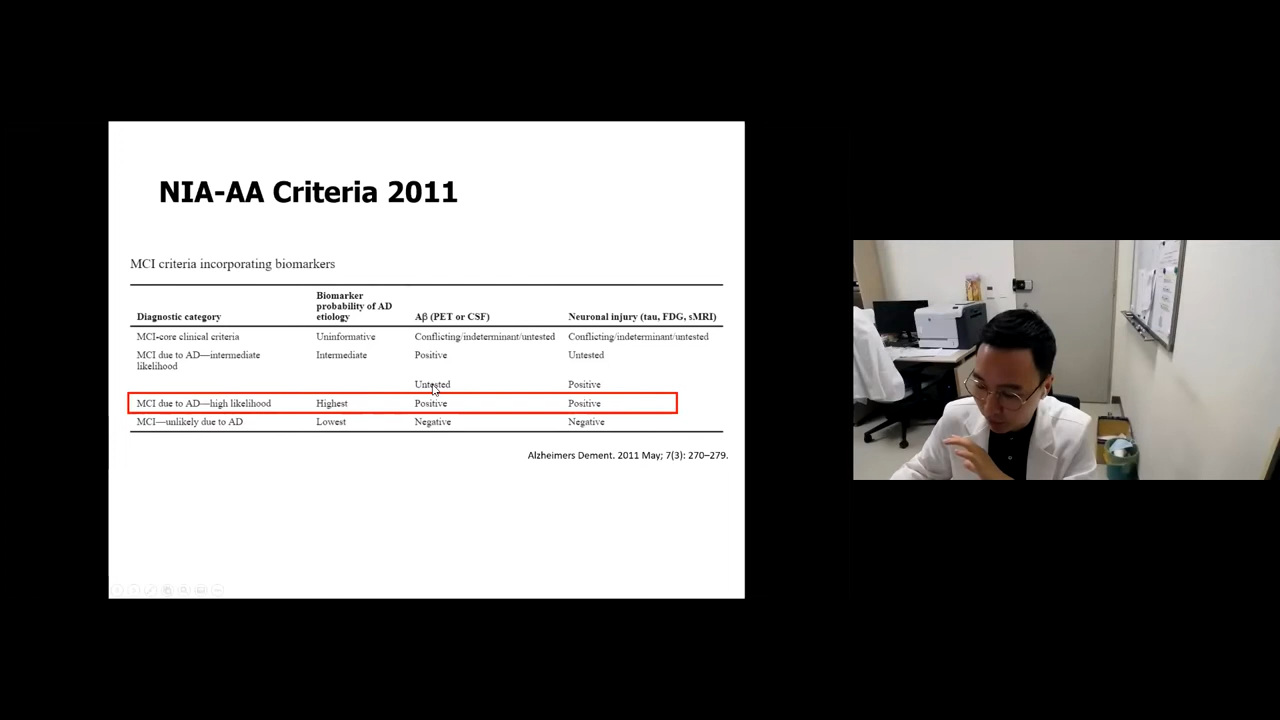 NIA-AA Criteria 2011
MCI criteria incorporating biomarkers
Diagnostic category Biomarker probability of AD etiology Aβ (PET or CSF) Neuronal injury (tau, FDG, sMRI)
MCI-core clinical criteria Uninformative Conflicting/indeterminant/untested Conflicting/indeterminant/untested
MCI due to AD—intermediate likelihood Intermediate Positive Untested
Untested Positive
MCI due to AD—high likelihood Highest Positive Positive
MCI—unlikely due to AD Lowest Negative Negative
Alzheimers Dement. 2011 May; 7(3): 270–279.